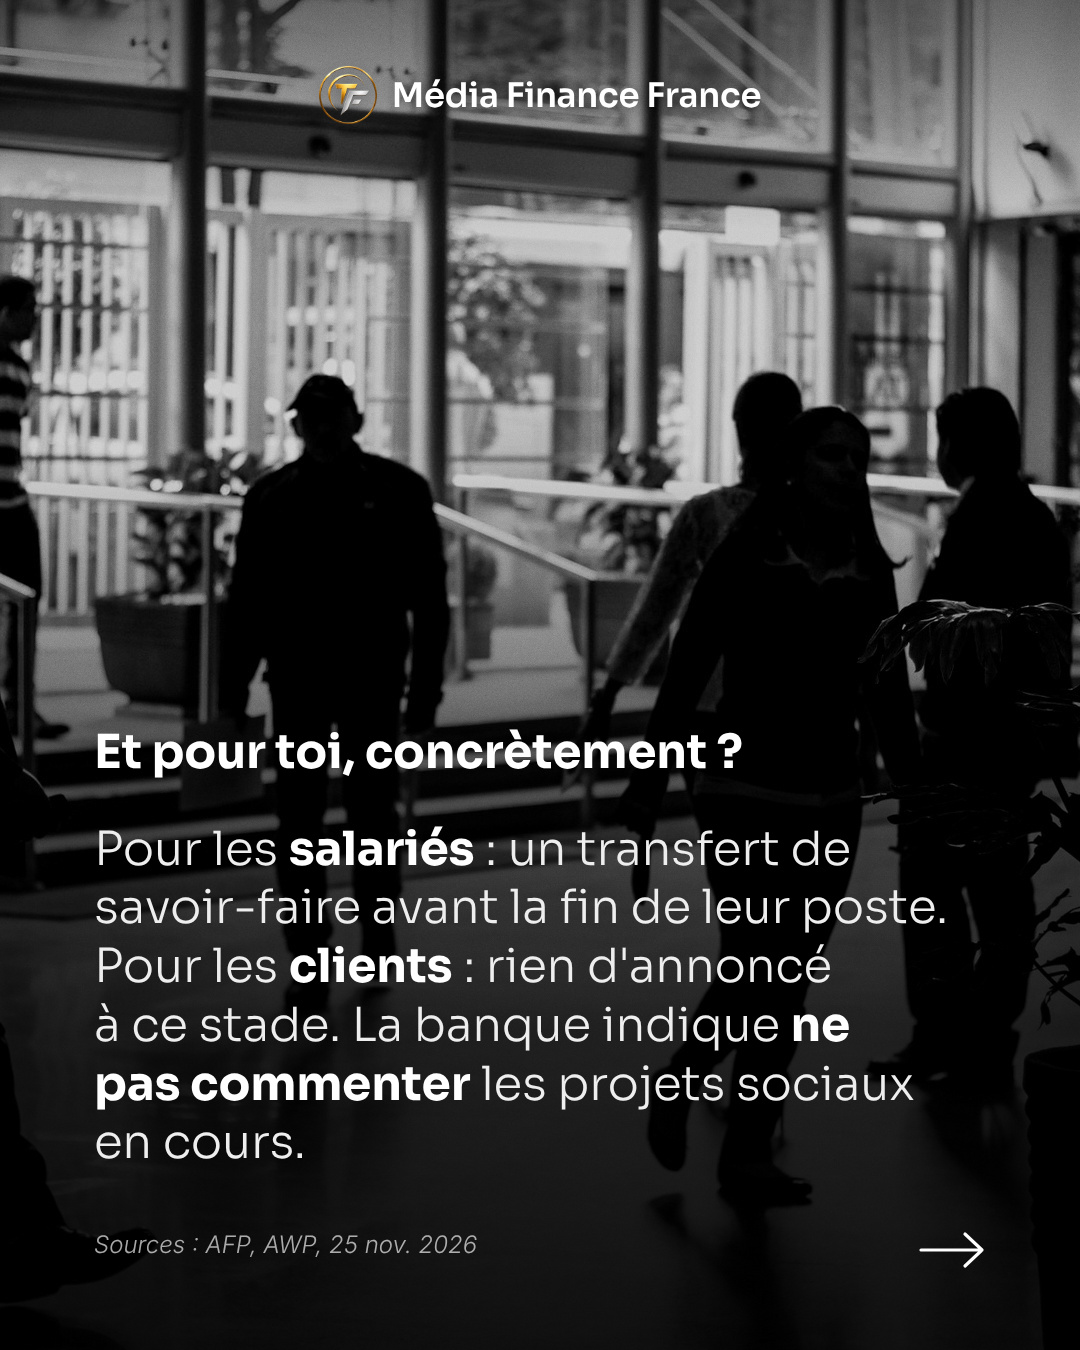 TF Média Finance France
Et pour toi, concrètement ?
Pour les salariés : un transfert de
savoir-faire avant la fin de leur poste.
Pour les clients : rien d'annoncé
à ce stade. La banque indique ne
pas commenter les projets sociaux
en cours.
Sources : AFP, AWP, 25 nov. 2026